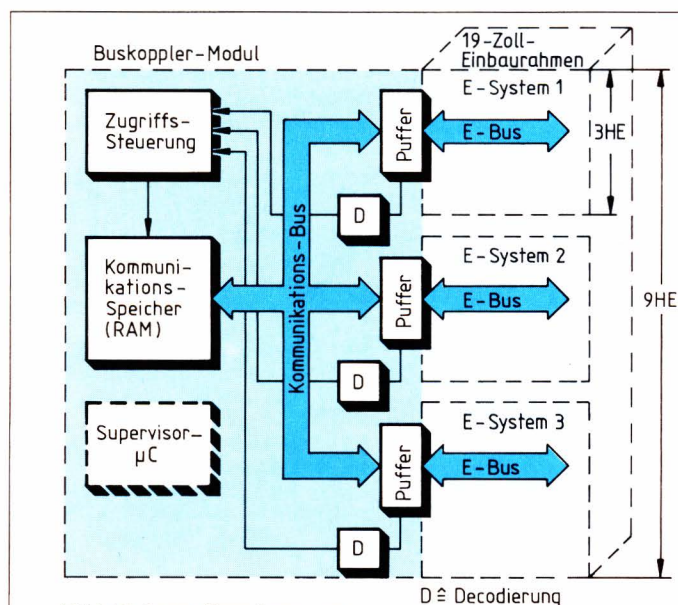 19-Zoll-
Einbaurahmen
Buskoppler-Modul
Zugriffs-
Steuerung
Kommuni-
kations-
Speicher
(RAM)
Supervisor-
µC
Kommunikations-Bus
Puffer
D
E-System 1
E-Bus
3HE
Puffer
D
E-System 2
E-Bus
9HE
Puffer
D
E-System 3
E-Bus
D ≙ Decodierung